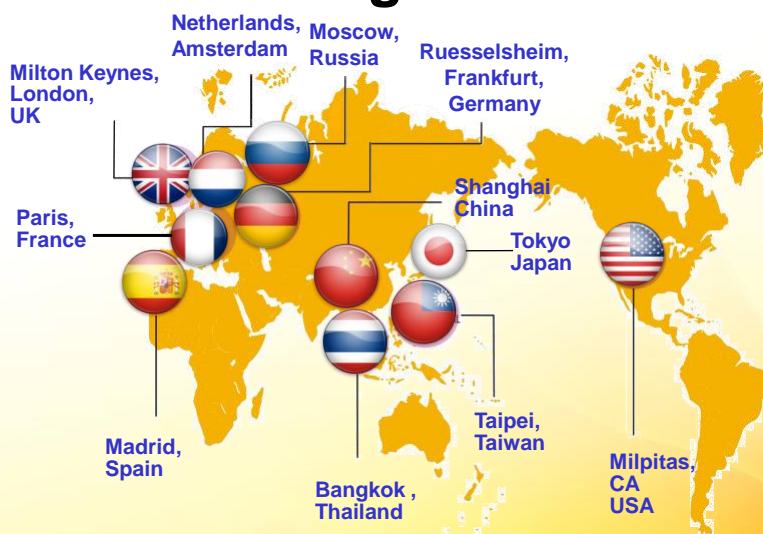 Netherlands,
Amsterdam
Moscow,
Russia
Ruesselsheim,
Frankfurt,
Germany
Milton Keynes,
London,
UK
Shanghai
China
Paris,
France
Tokyo
Japan
Taipei,
Taiwan
Madrid,
Spain
Bangkok ,
Thailand
Milpitas,
CA
USA